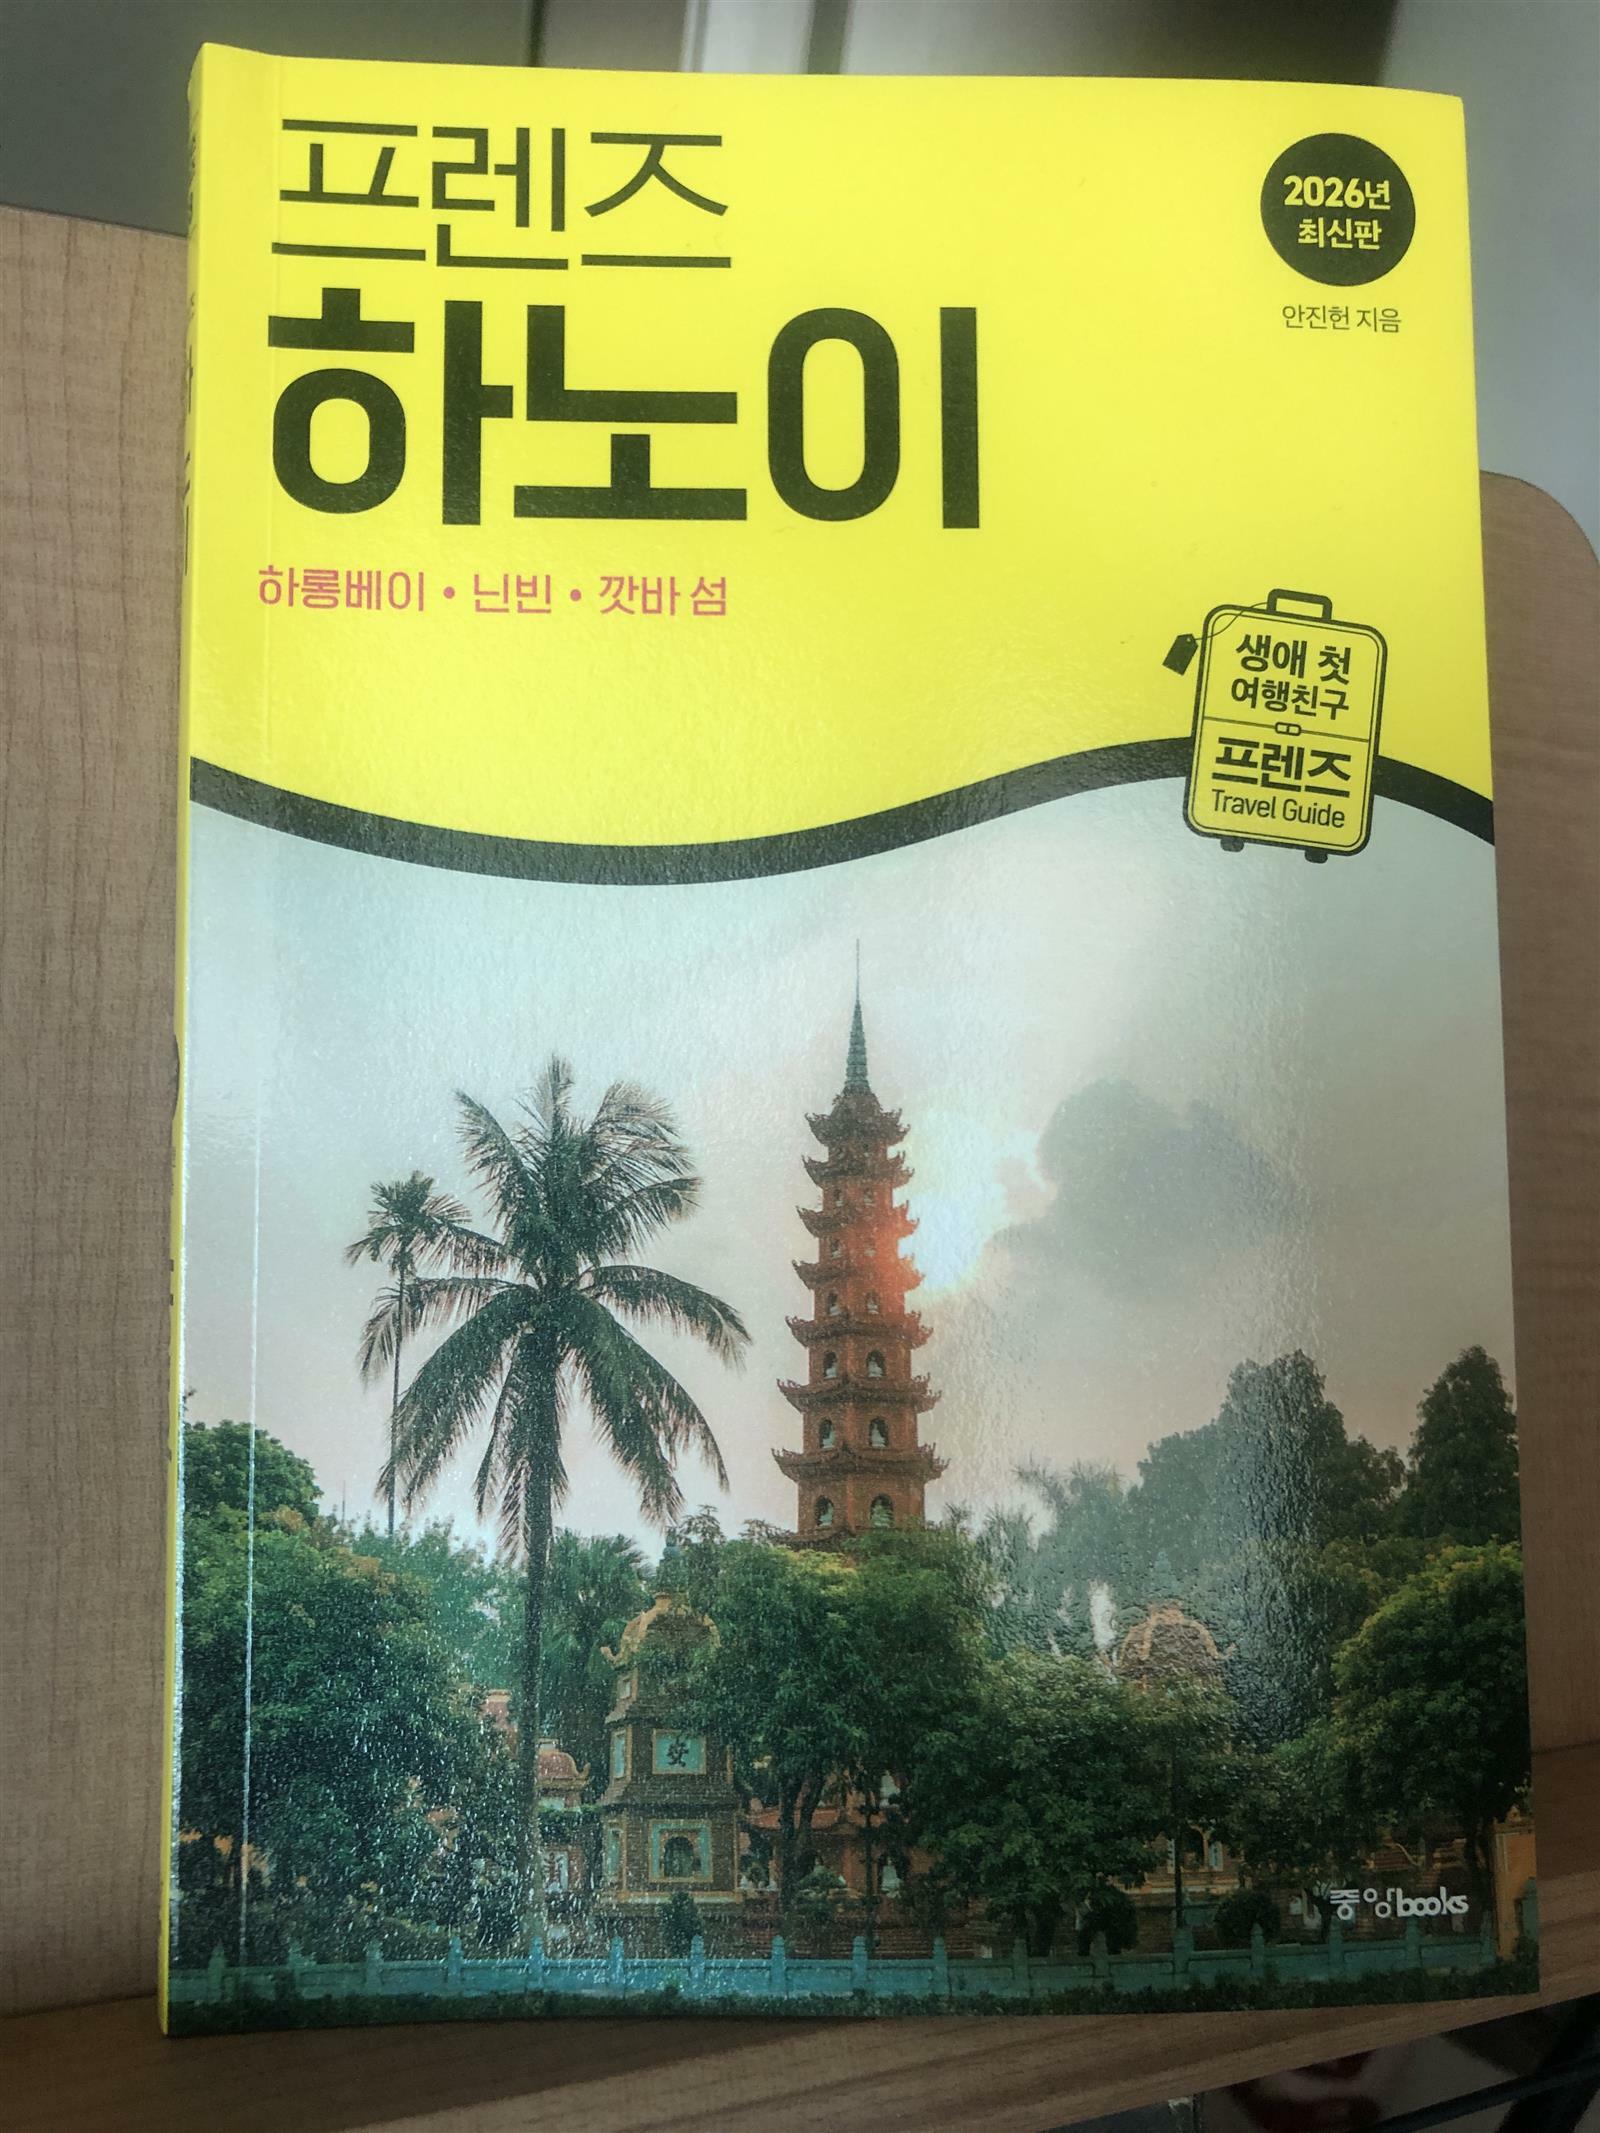 프렌즈
하노이
2026년
최신판
안진헌 지음
하롱베이 • 닌빈 • 깟바 섬
생애 첫
여행친구
프렌즈
Travel Guide
安
중앙books